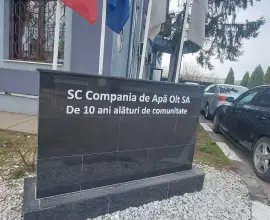 SC Compania de Apă Olt SA
De 10 ani alături de comunitate